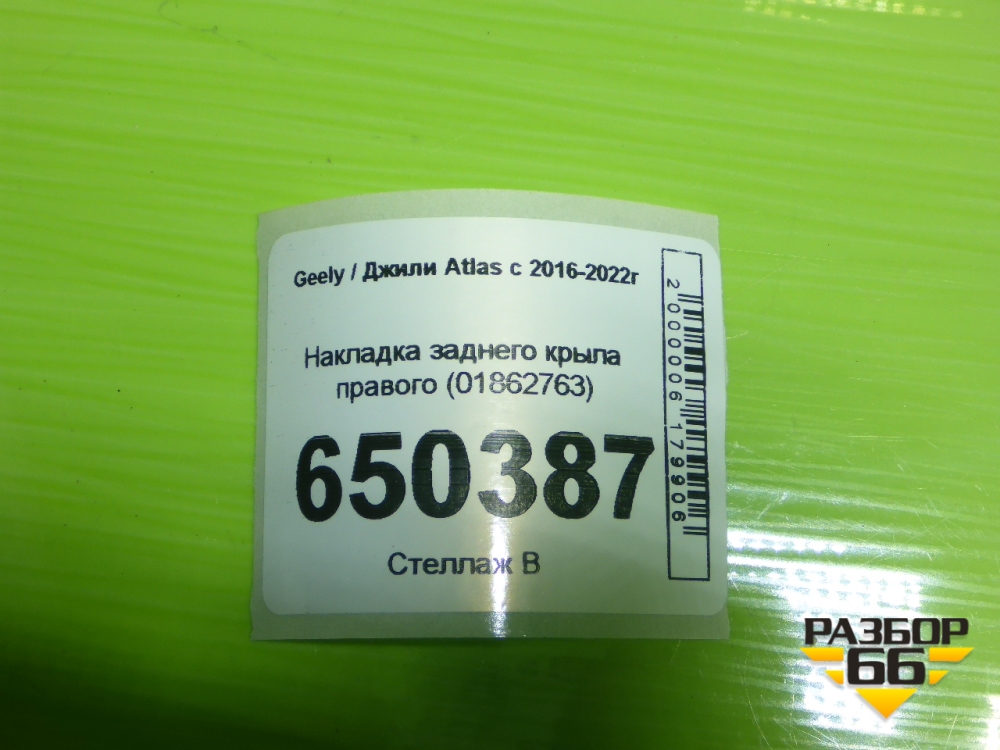 Geely / Джили Atlas с 2016-2022г
Накладка заднего крыла
правого (01862763)
650387
Стеллаж В
2000006179906
РАЗБОР
66